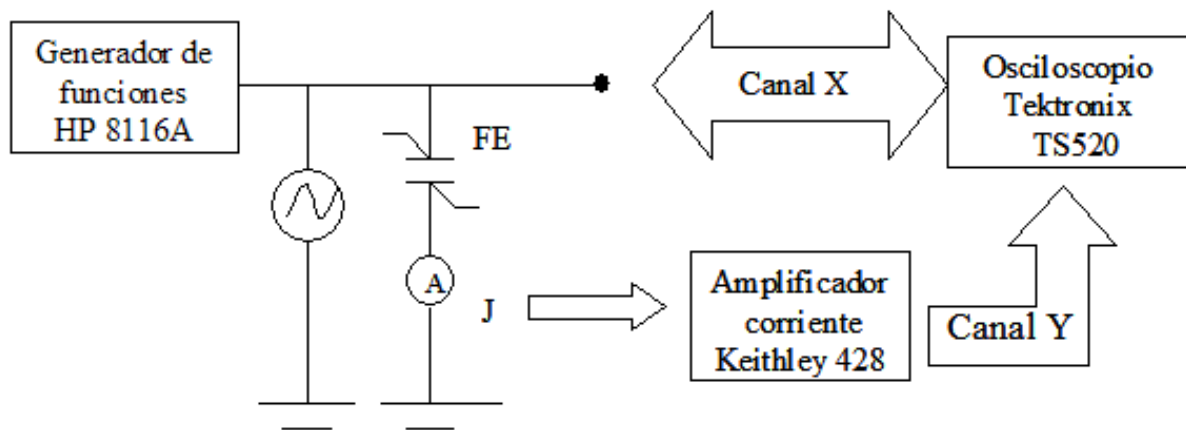 Generador de
funciones
HP 8116A
FE
A
J
Canal X
Osciloscopio
Tektronix
TS520
Amplificador
corriente
Keithley 428
Canal Y